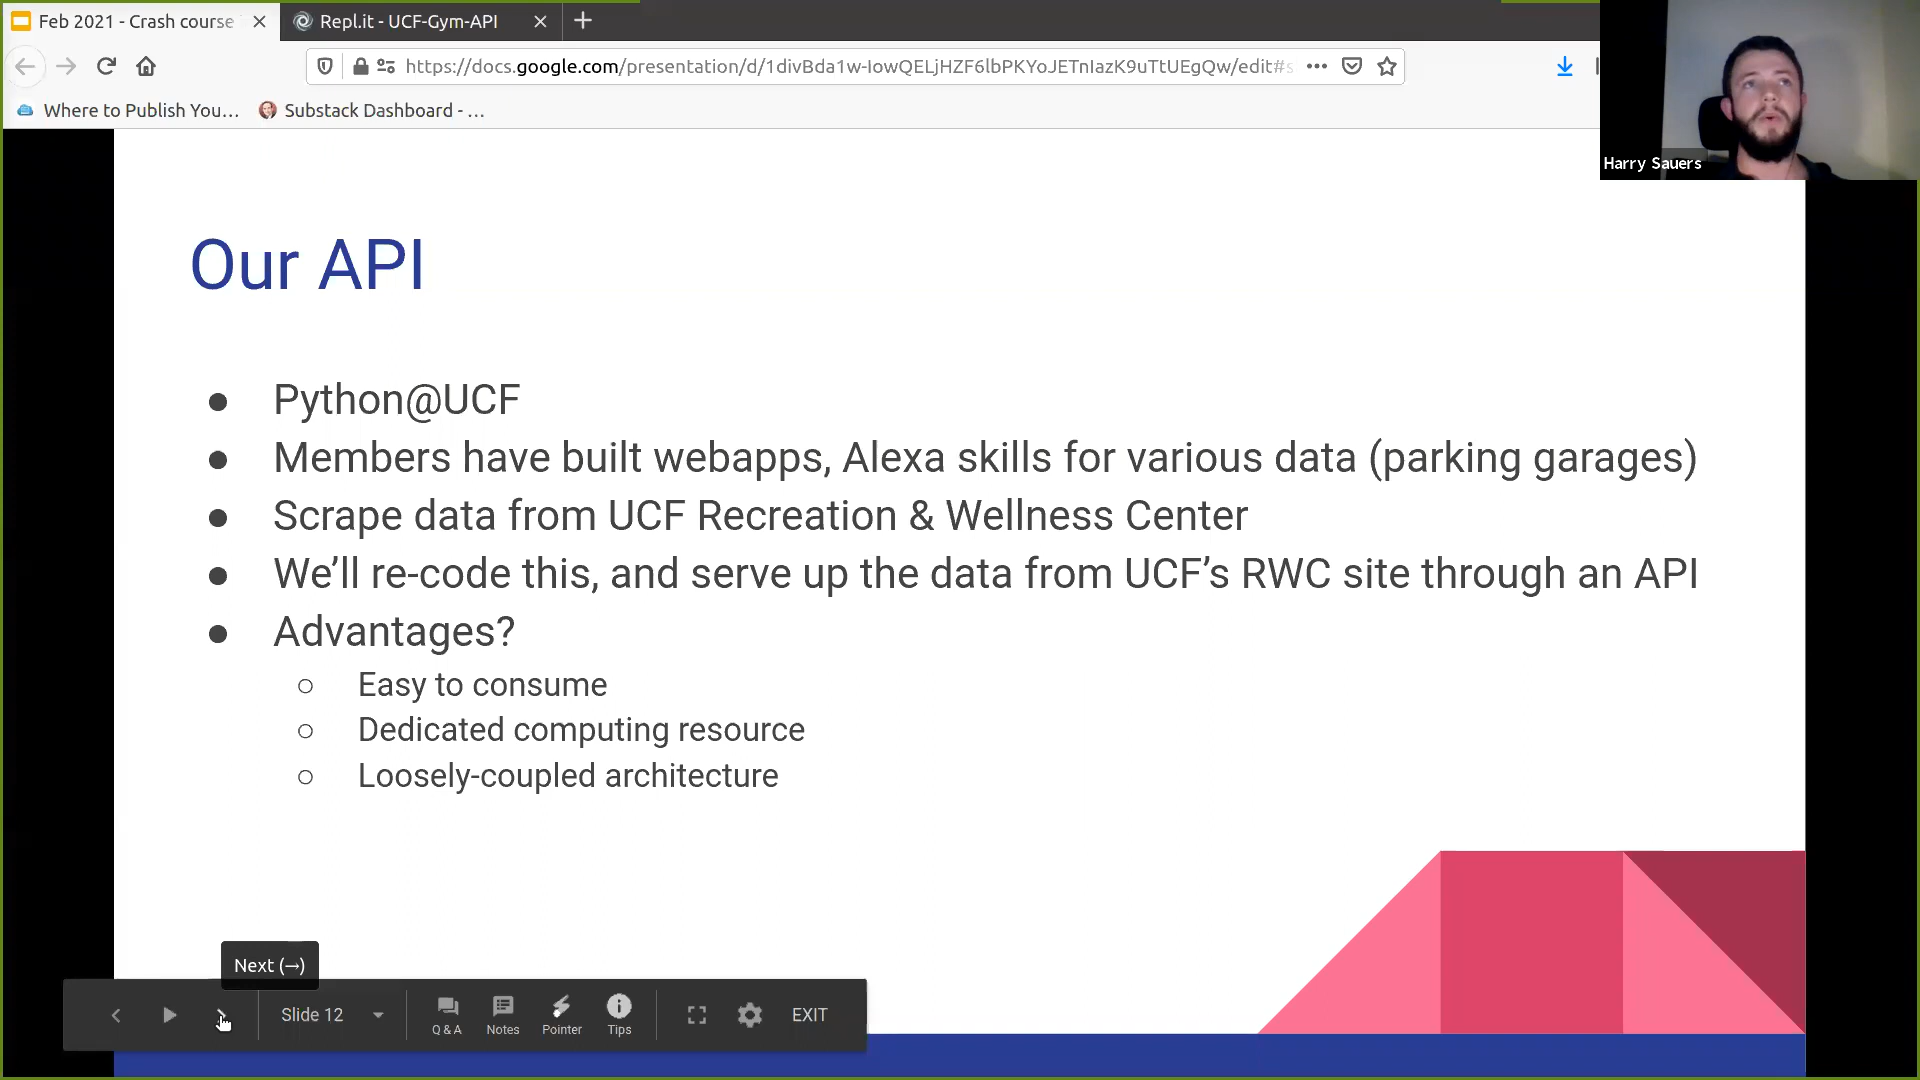 Feb 2021 - Crash course
Repl.it - UCF-Gym-API
https://docs.google.com/presentation/d/1divBda1w-IowQELjHZF6lbPKYoJETnIazK9uTtUEgQw/edit#s
Where to Publish You...
Substack Dashboard - ...
Harry Sauers
Our API
● Python@UCF
● Members have built webapps, Alexa skills for various data (parking garages)
● Scrape data from UCF Recreation & Wellness Center
● We’ll re-code this, and serve up the data from UCF’s RWC site through an API
● Advantages?
○ Easy to consume
○ Dedicated computing resource
○ Loosely-coupled architecture
Next (→)
Slide 12
Q & A
Notes
Pointer
Tips
EXIT